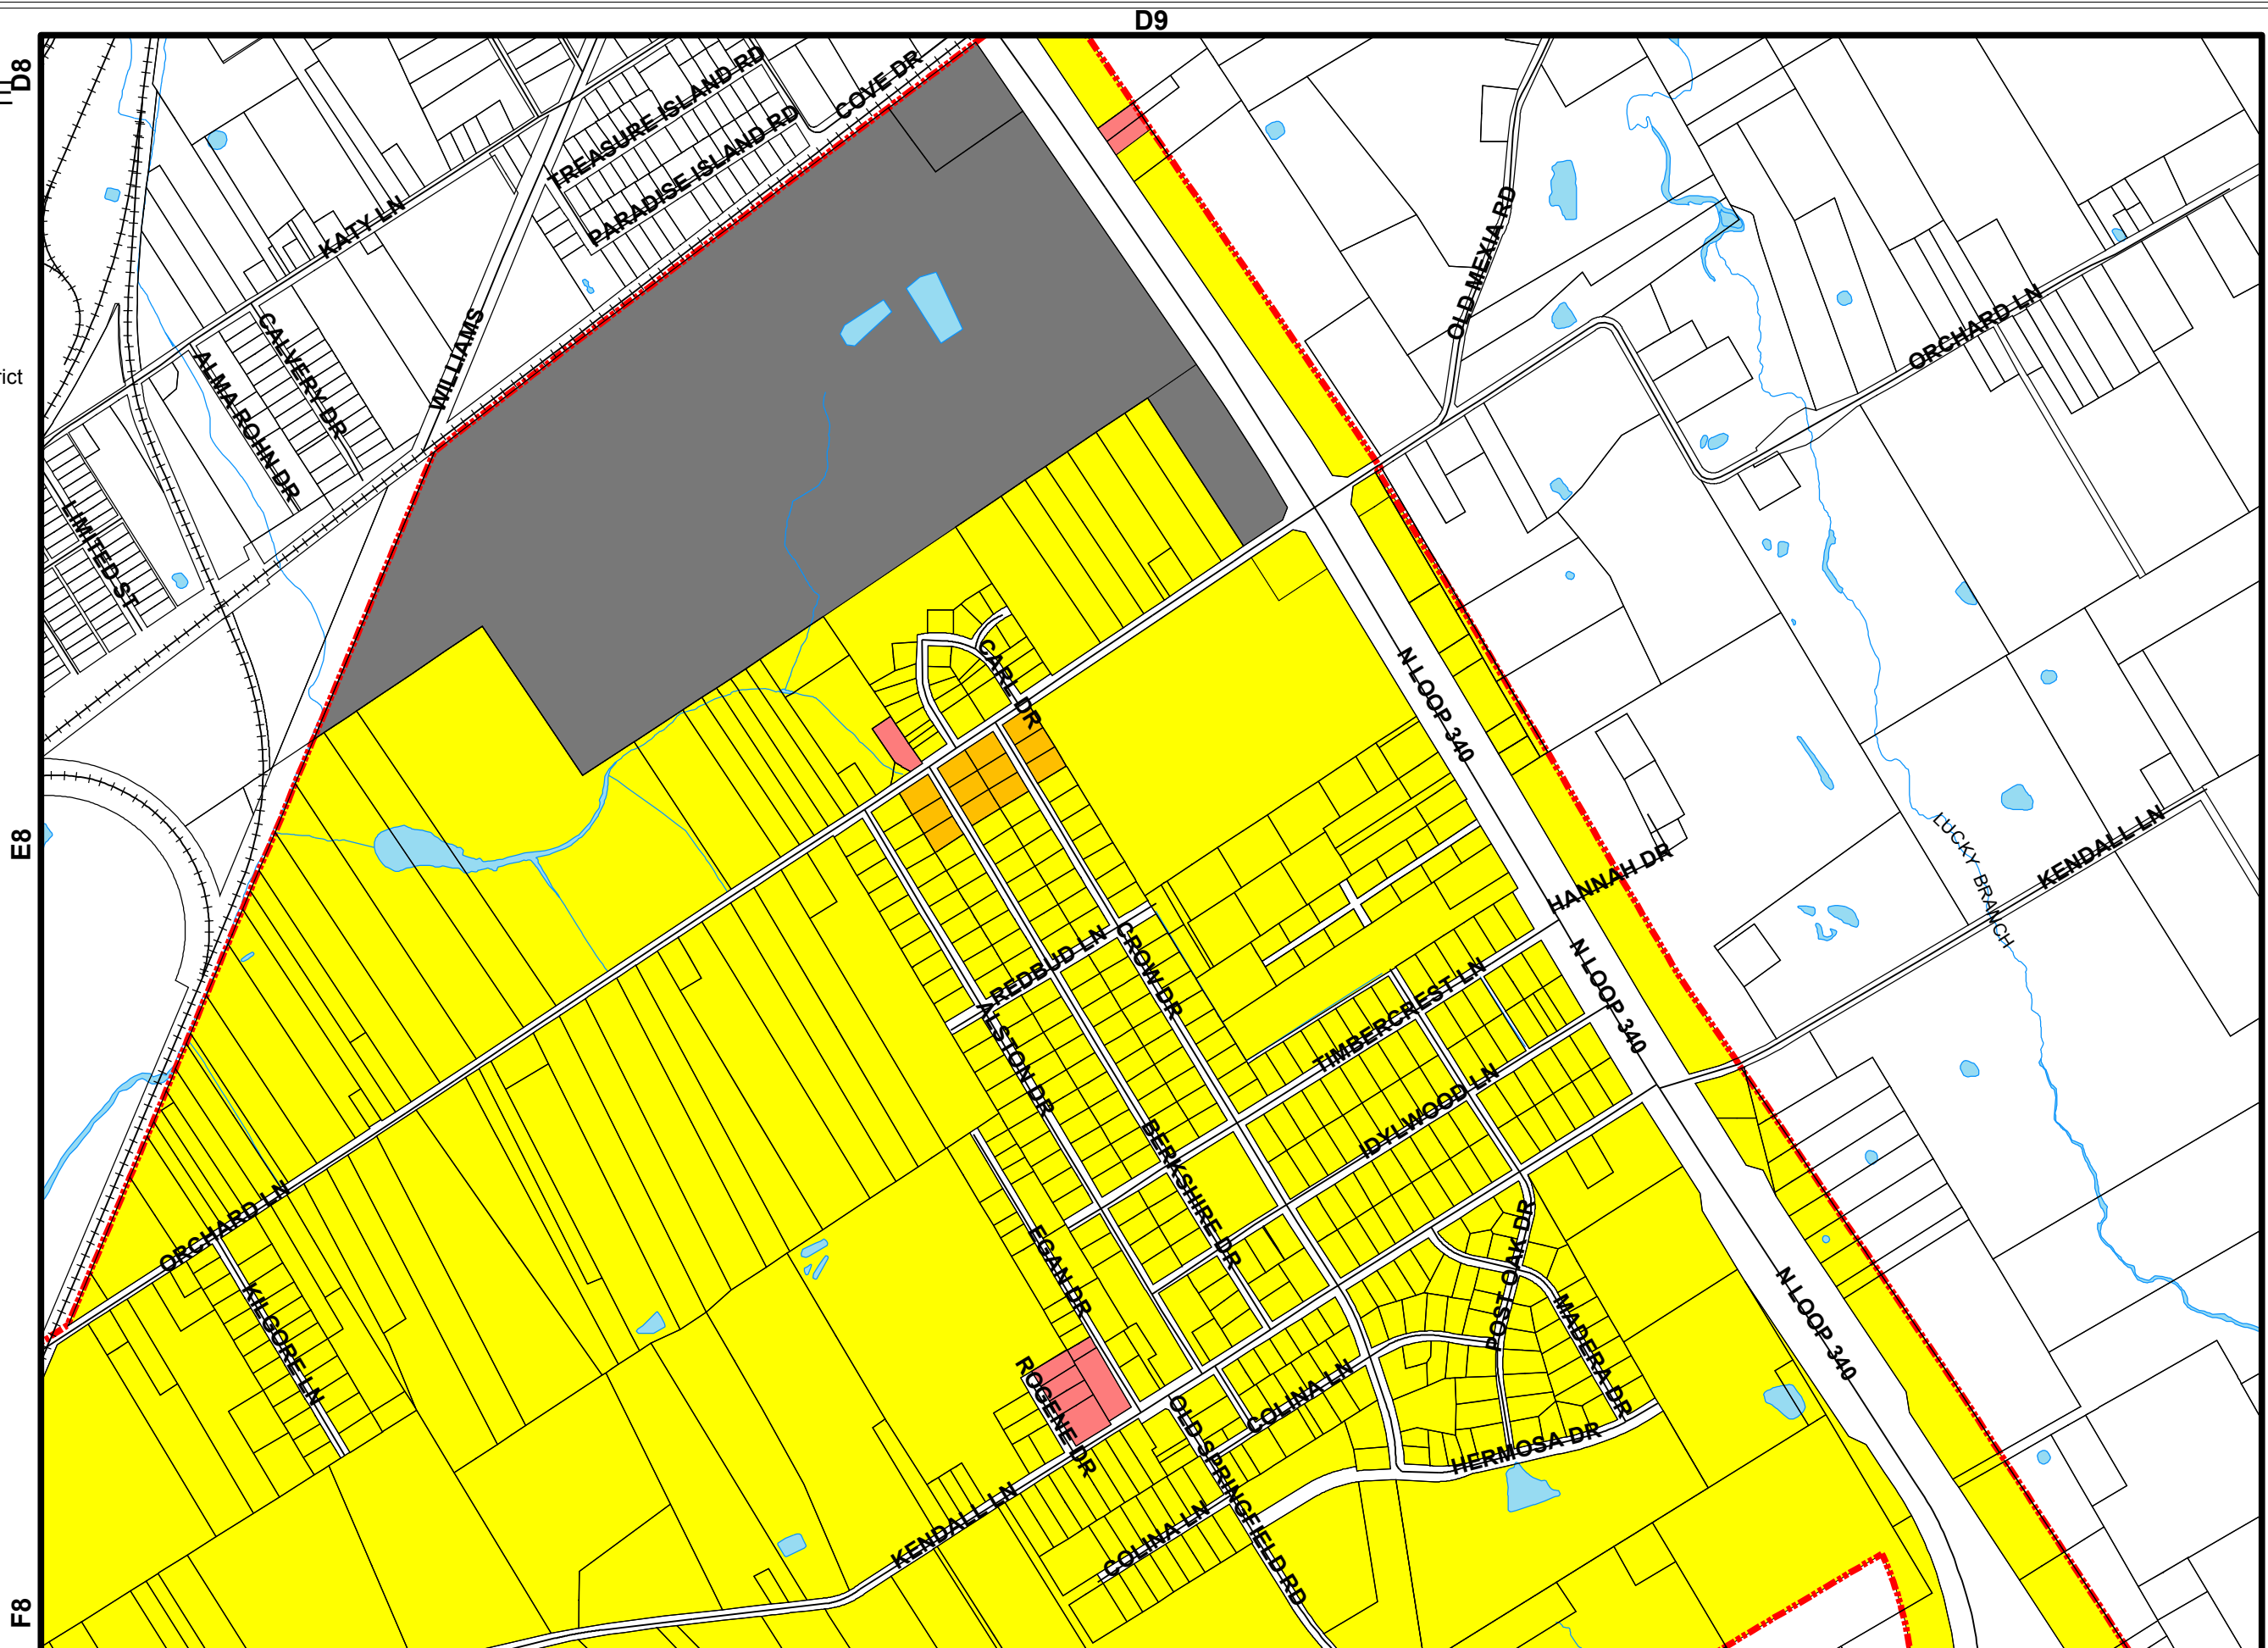 D9
D8
rict
E8
F8
TREASURE ISLAND RD
COVE DR
PARADISE ISLAND RD
KATY LN
OLD MEXIA RD
CALVERY DR
WILLIAMS
ORCHARD LN
ALMA ROHN DR
LIMITED ST
CARL DR
N LOOP 340
HANNAH DR
LUCKY BRANCH
KENDALL LN
REDBUD LN
CROW DR
N LOOP 340
TIMBERCREST LN
ALSTON DR
IDYLWOOD LN
BERKSHIRE DR
ORCHARD LN
EGAN DR
POST OAK DR
KILGORE LN
MADERA DR
N LOOP 340
ROGENE DR
COLINA LN
OLD SPRINGFIELD RD
HERMOSA DR
KENDALL LN
COLINA LN